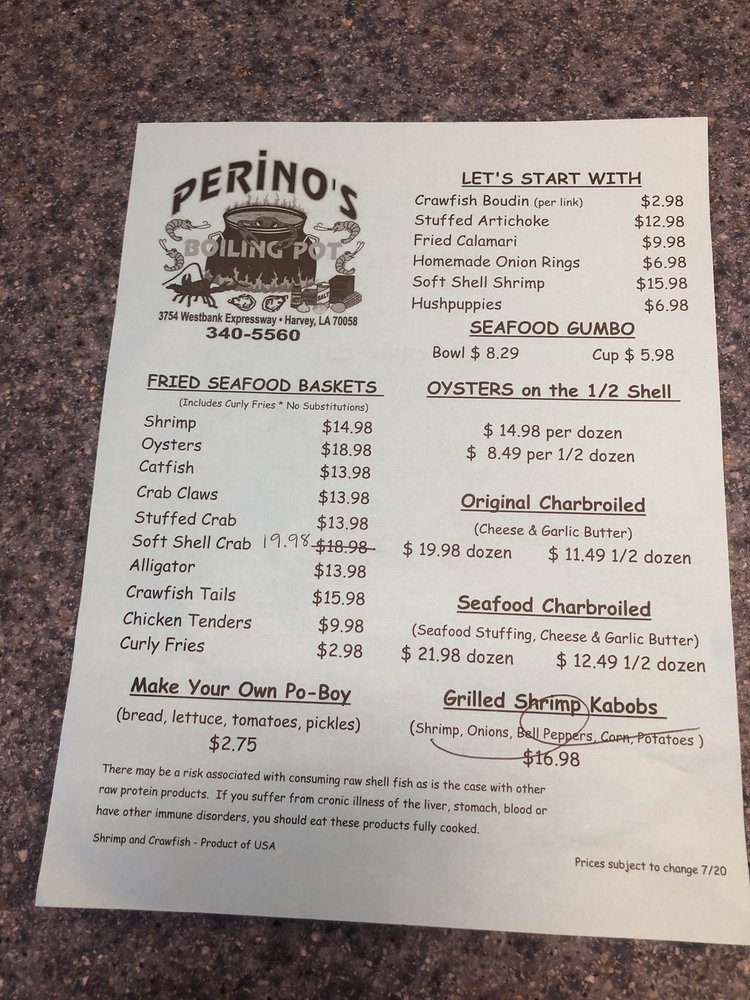 PERINO'S
BOILING POT
SALT
3754 Westbank Expressway • Harvey, LA 70058
340-5560
FRIED SEAFOOD BASKETS
(Includes Curly Fries * No Substitutions)
Shrimp $14.98
Oysters $18.98
Catfish $13.98
Crab Claws $13.98
Stuffed Crab $13.98
Soft Shell Crab 19.98 $18.98
Alligator $13.98
Crawfish Tails $15.98
Chicken Tenders $9.98
Curly Fries $2.98
Make Your Own Po-Boy
(bread, lettuce, tomatoes, pickles)
$2.75
LET'S START WITH
Crawfish Boudin (per link) $2.98
Stuffed Artichoke $12.98
Fried Calamari $9.98
Homemade Onion Rings $6.98
Soft Shell Shrimp $15.98
Hushpuppies $6.98
SEAFOOD GUMBO
Bowl $ 8.29 Cup $ 5.98
OYSTERS on the 1/2 Shell
$ 14.98 per dozen
$ 8.49 per 1/2 dozen
Original Charbroiled
(Cheese & Garlic Butter)
$ 19.98 dozen $ 11.49 1/2 dozen
Seafood Charbroiled
(Seafood Stuffing, Cheese & Garlic Butter)
$ 21.98 dozen $ 12.49 1/2 dozen
Grilled Shrimp Kabobs
(Shrimp, Onions, Bell Peppers, Corn, Potatoes )
$16.98
There may be a risk associated with consuming raw shell fish as is the case with other
raw protein products. If you suffer from cronic illness of the liver, stomach, blood or
have other immune disorders, you should eat these products fully cooked.
Shrimp and Crawfish - Product of USA
Prices subject to change 7/20